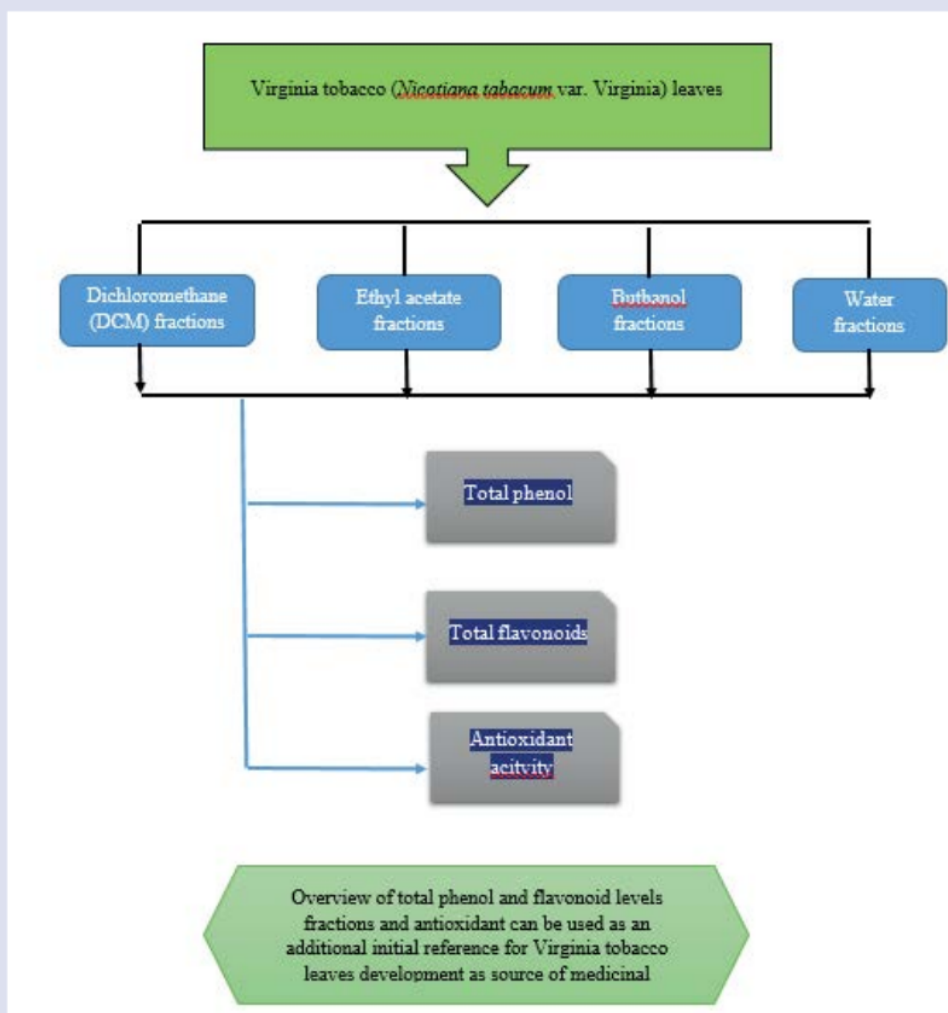 Virginia tobacco (Nicotiana tabacum var. Virginia) leaves
Dichloromethane
(DCM) fractions
Ethyl acetate
fractions
Buthanol
fractions
Water
fractions
Total phenol
Total flavonoids
Antioxidant
acitvity
Overview of total phenol and flavonoid levels
fractions and antioxidant can be used as an
additional initial reference for Virginia tobacco
leaves development as source of medicinal